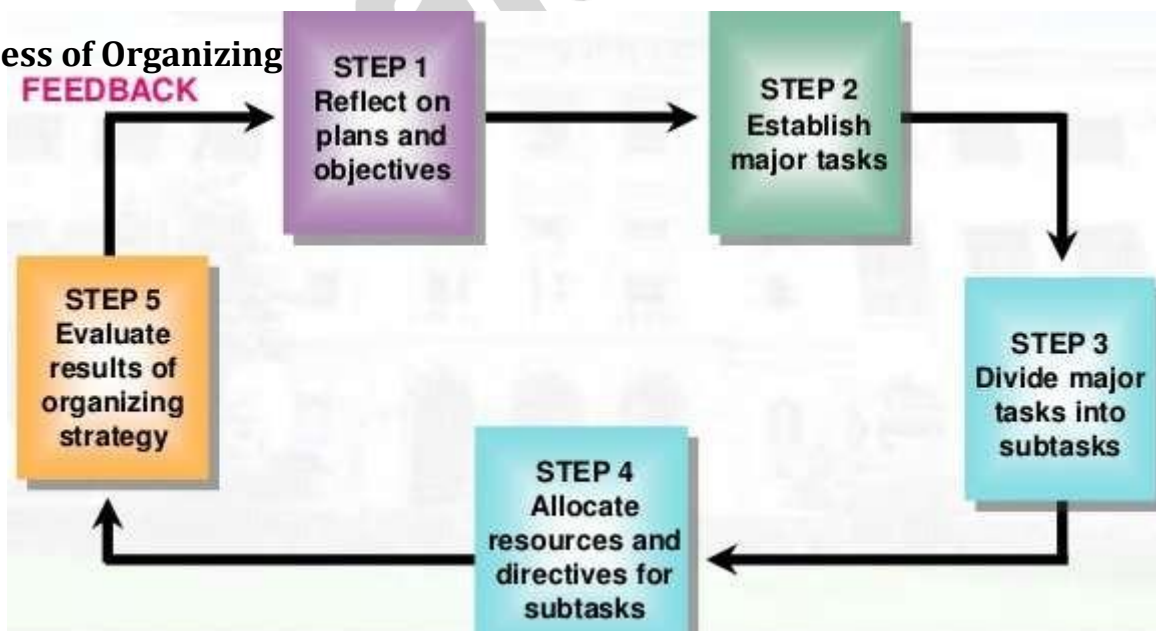 ess of Organizing
FEEDBACK
STEP 1
Reflect on
plans and
objectives
STEP 2
Establish
major tasks
STEP 3
Divide major
tasks into
subtasks
STEP 4
Allocate
resources and
directives for
subtasks
STEP 5
Evaluate
results of
organizing
strategy